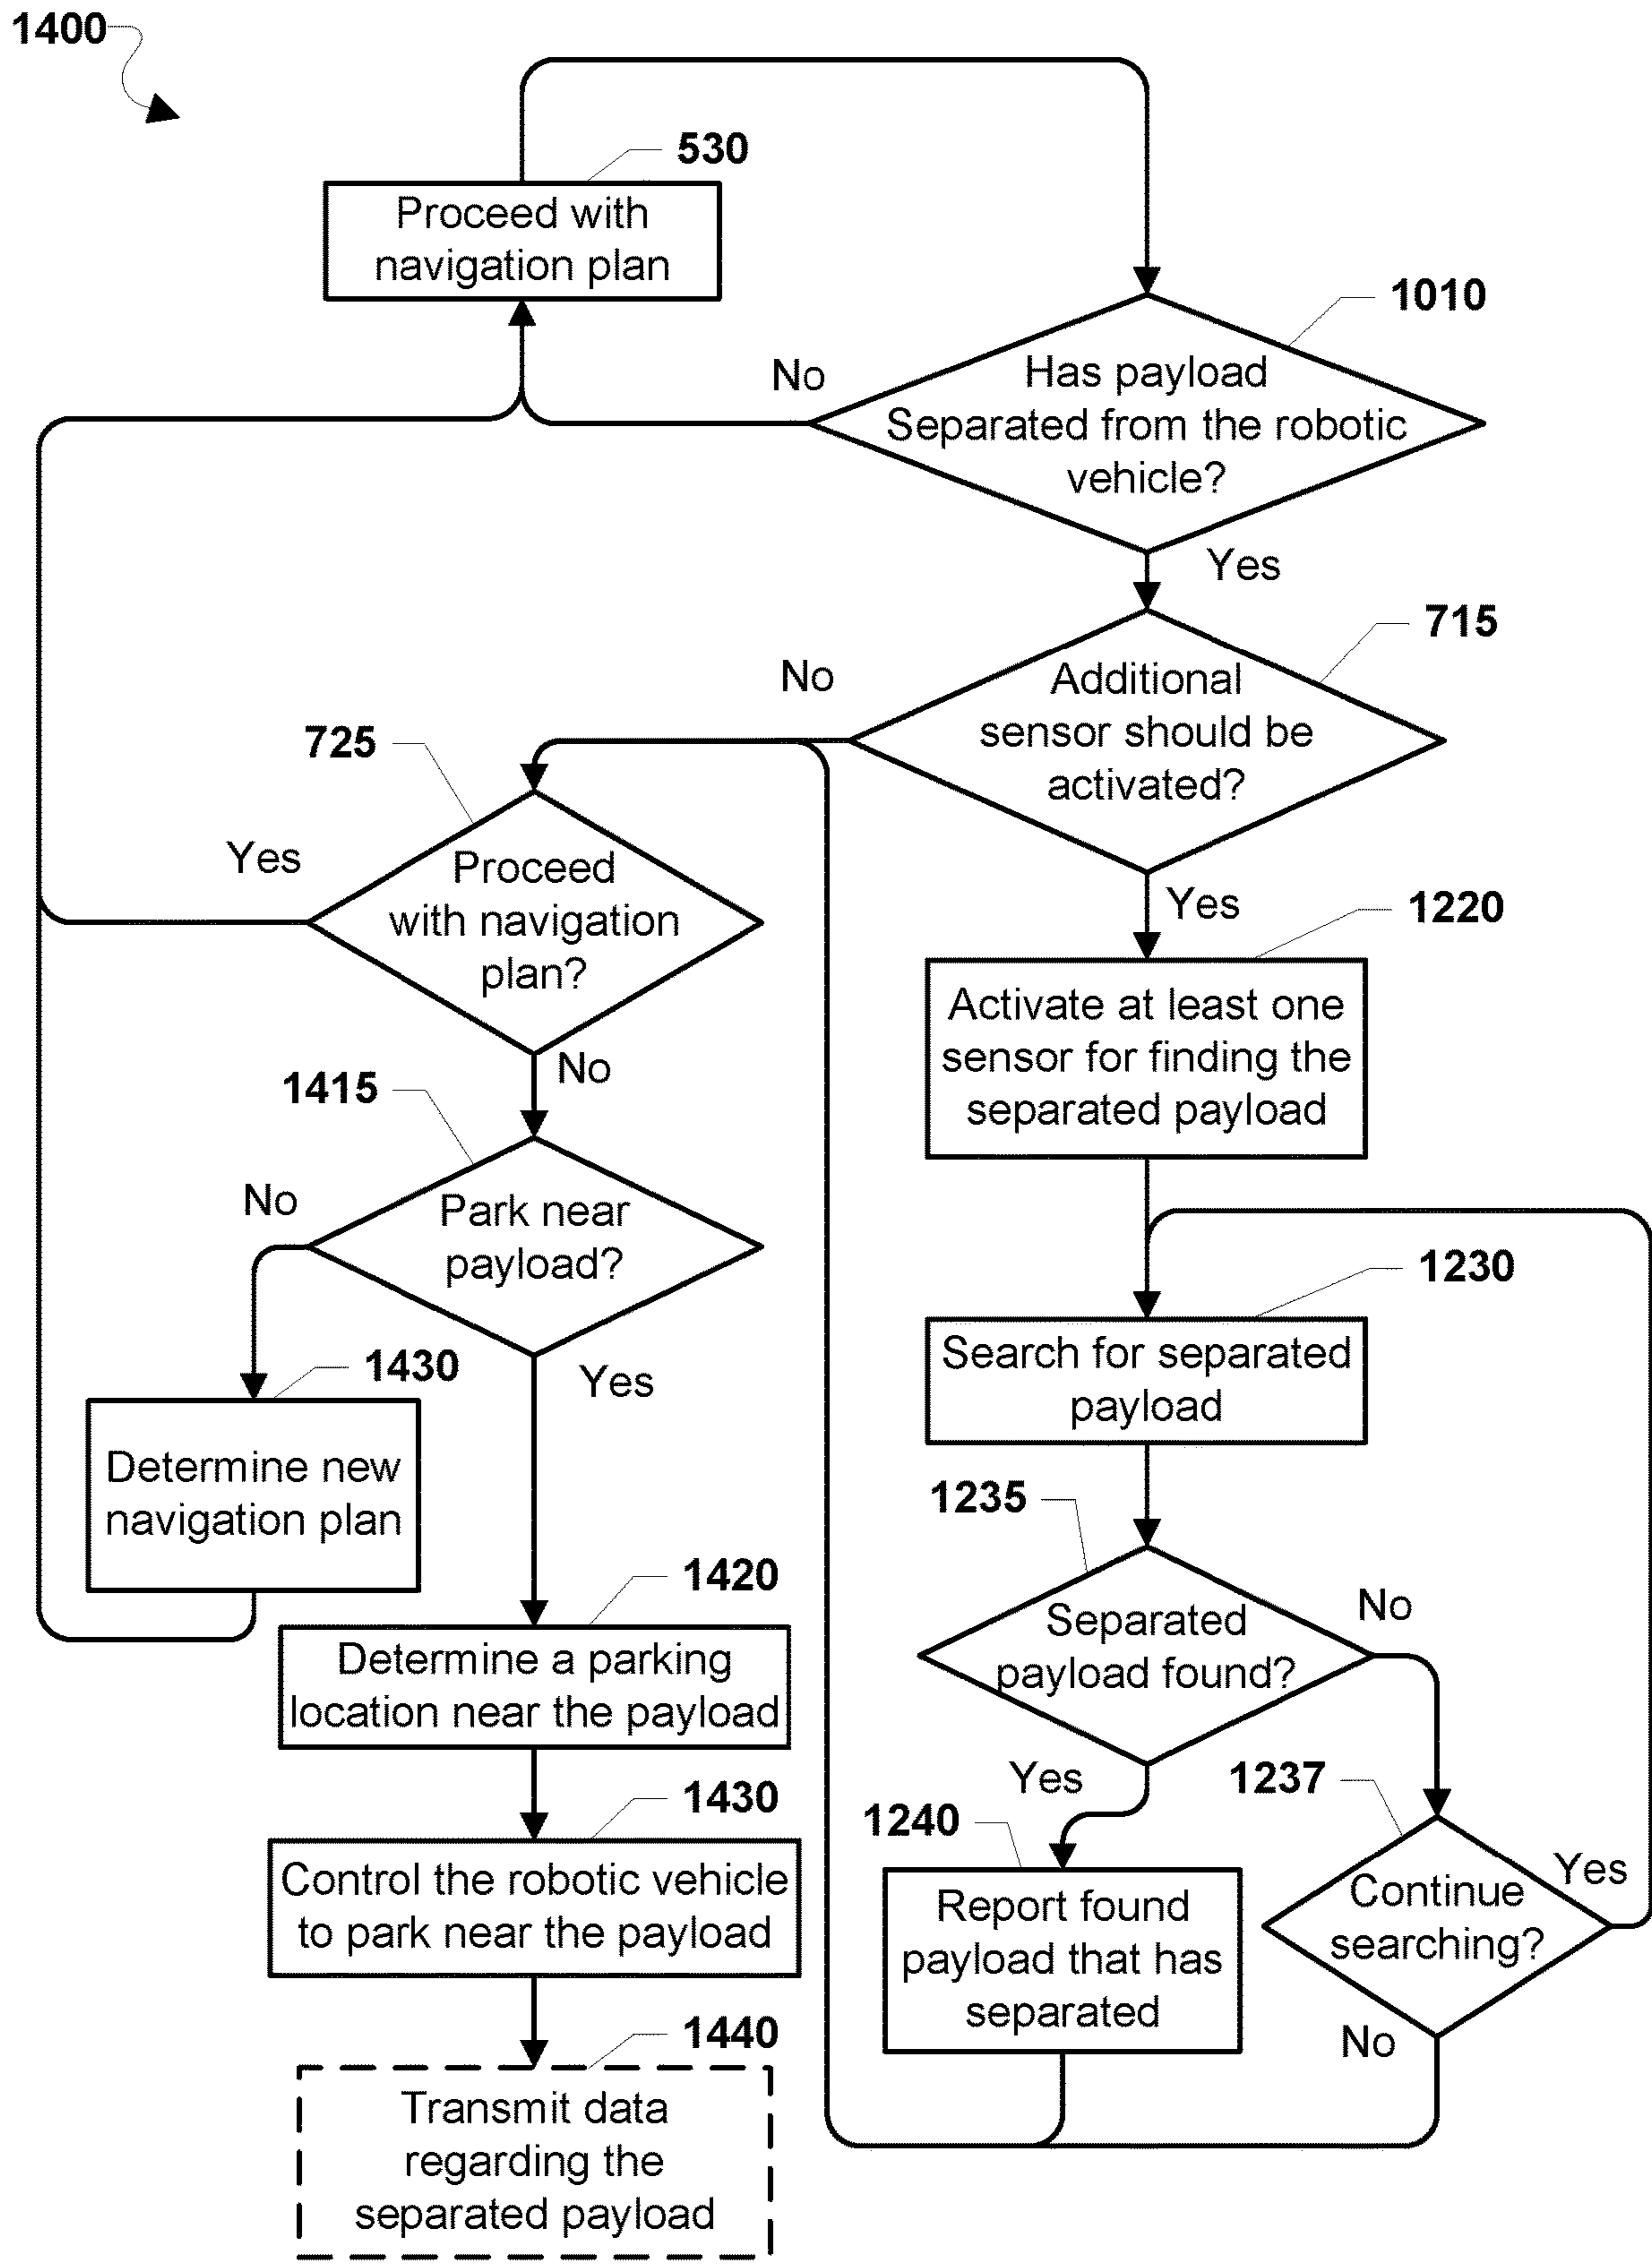 1400
530
Proceed with
navigation plan
1010
Has payload
Separated from the robotic
vehicle?
No
Yes
715
Additional
sensor should be
activated?
No
Yes
725
Proceed
with navigation
plan?
Yes
No
1220
Activate at least one
sensor for finding the
separated payload
1415
Park near
payload?
No
Yes
1230
Search for separated
payload
1430
Determine new
navigation plan
1235
Separated
payload found?
No
Yes
1420
Determine a parking
location near the payload
1237
Continue
searching?
Yes
No
1430
Control the robotic vehicle
to park near the payload
1240
Report found
payload that has
separated
1440
Transmit data
regarding the
separated payload